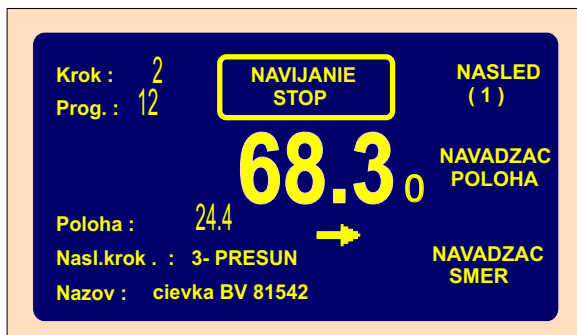 Krok : 2
Prog. : 12
NAVIJANIE
STOP
NASLED
( 1 )
68.3 0
NAVADZAC
POLOHA
Poloha : 24.4
Nasl.krok . : 3- PRESUN
Nazov : cievka BV 81542
NAVADZAC
SMER